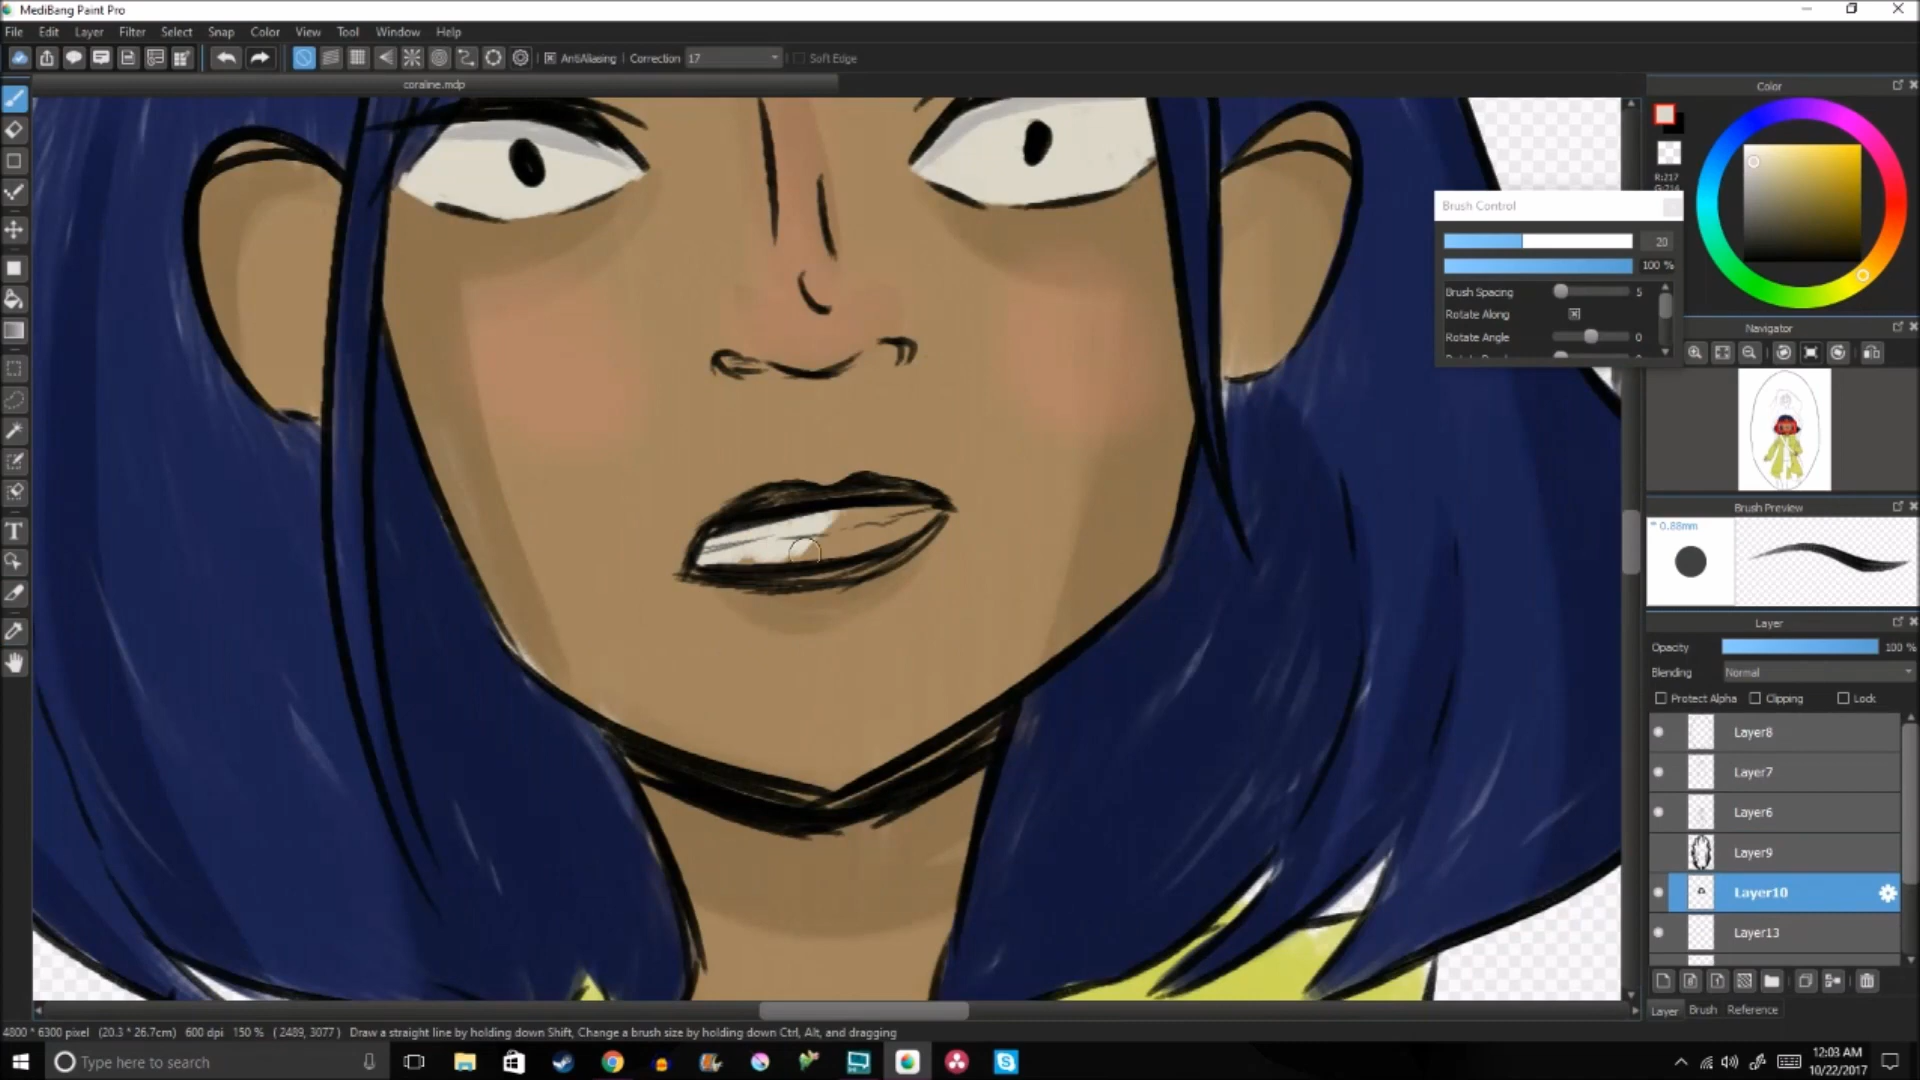 MediBang Paint Pro
File Edit Layer Filter Select Snap Color View Tool Window Help
AntiAliasing Correction 17 Soft Edge
coraline.mdp
Color
R:217
Brush Control
20
100 %
Brush Spacing 5
Rotate Along
Rotate Angle 0
Navigator
Brush Preview
* 0.88mm
Layer
Opacity 100 %
Blending Normal
Protect Alpha Clipping Lock
Layer8
Layer7
Layer6
Layer9
Layer10
Layer13
Layer Brush Reference
4800 * 6300 pixel (20.3 * 26.7cm) 600 dpi 150 % ( 2489, 3077 ) Draw a straight line by holding down Shift, Change a brush size by holding down Ctrl, Alt, and dragging
Type here to search
12:03 AM
10/22/2017